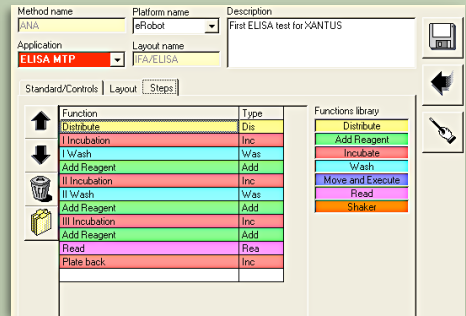 Method name Platform name Description
ANA eRobot First ELISA test for XANTUS
Application Layout name
ELISA MTP IFA/ELISA
Standard/Controls Layout Steps
Function Type Functions library
Distribute Dis Distribute
I Incubation Inc Add Reagent
I Wash Was Incubate
Add Reagent Add Wash
II Incubation Inc Move and Execute
II Wash Was Read
Add Reagent Add Shaker
III Incubation Inc
Add Reagent Add
Read Rea
Plate back Inc